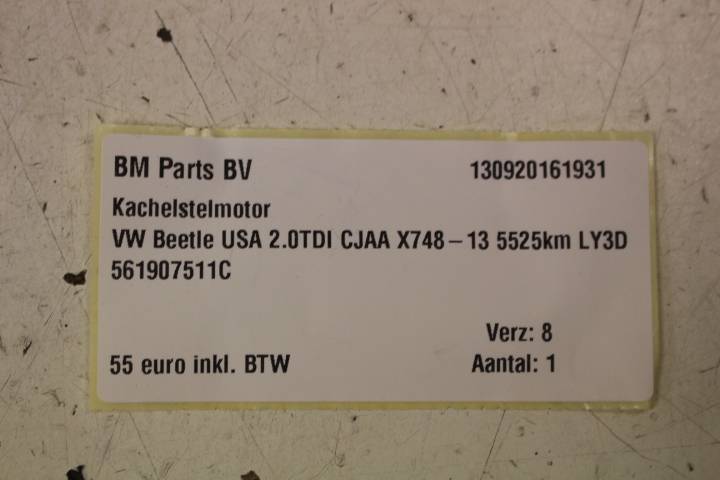 BM Parts BV 130920161931
Kachelstelmotor
VW Beetle USA 2.0TDI CJAA X748-13 5525km LY3D
561907511C
Verz: 8
55 euro inkl. BTW Aantal: 1